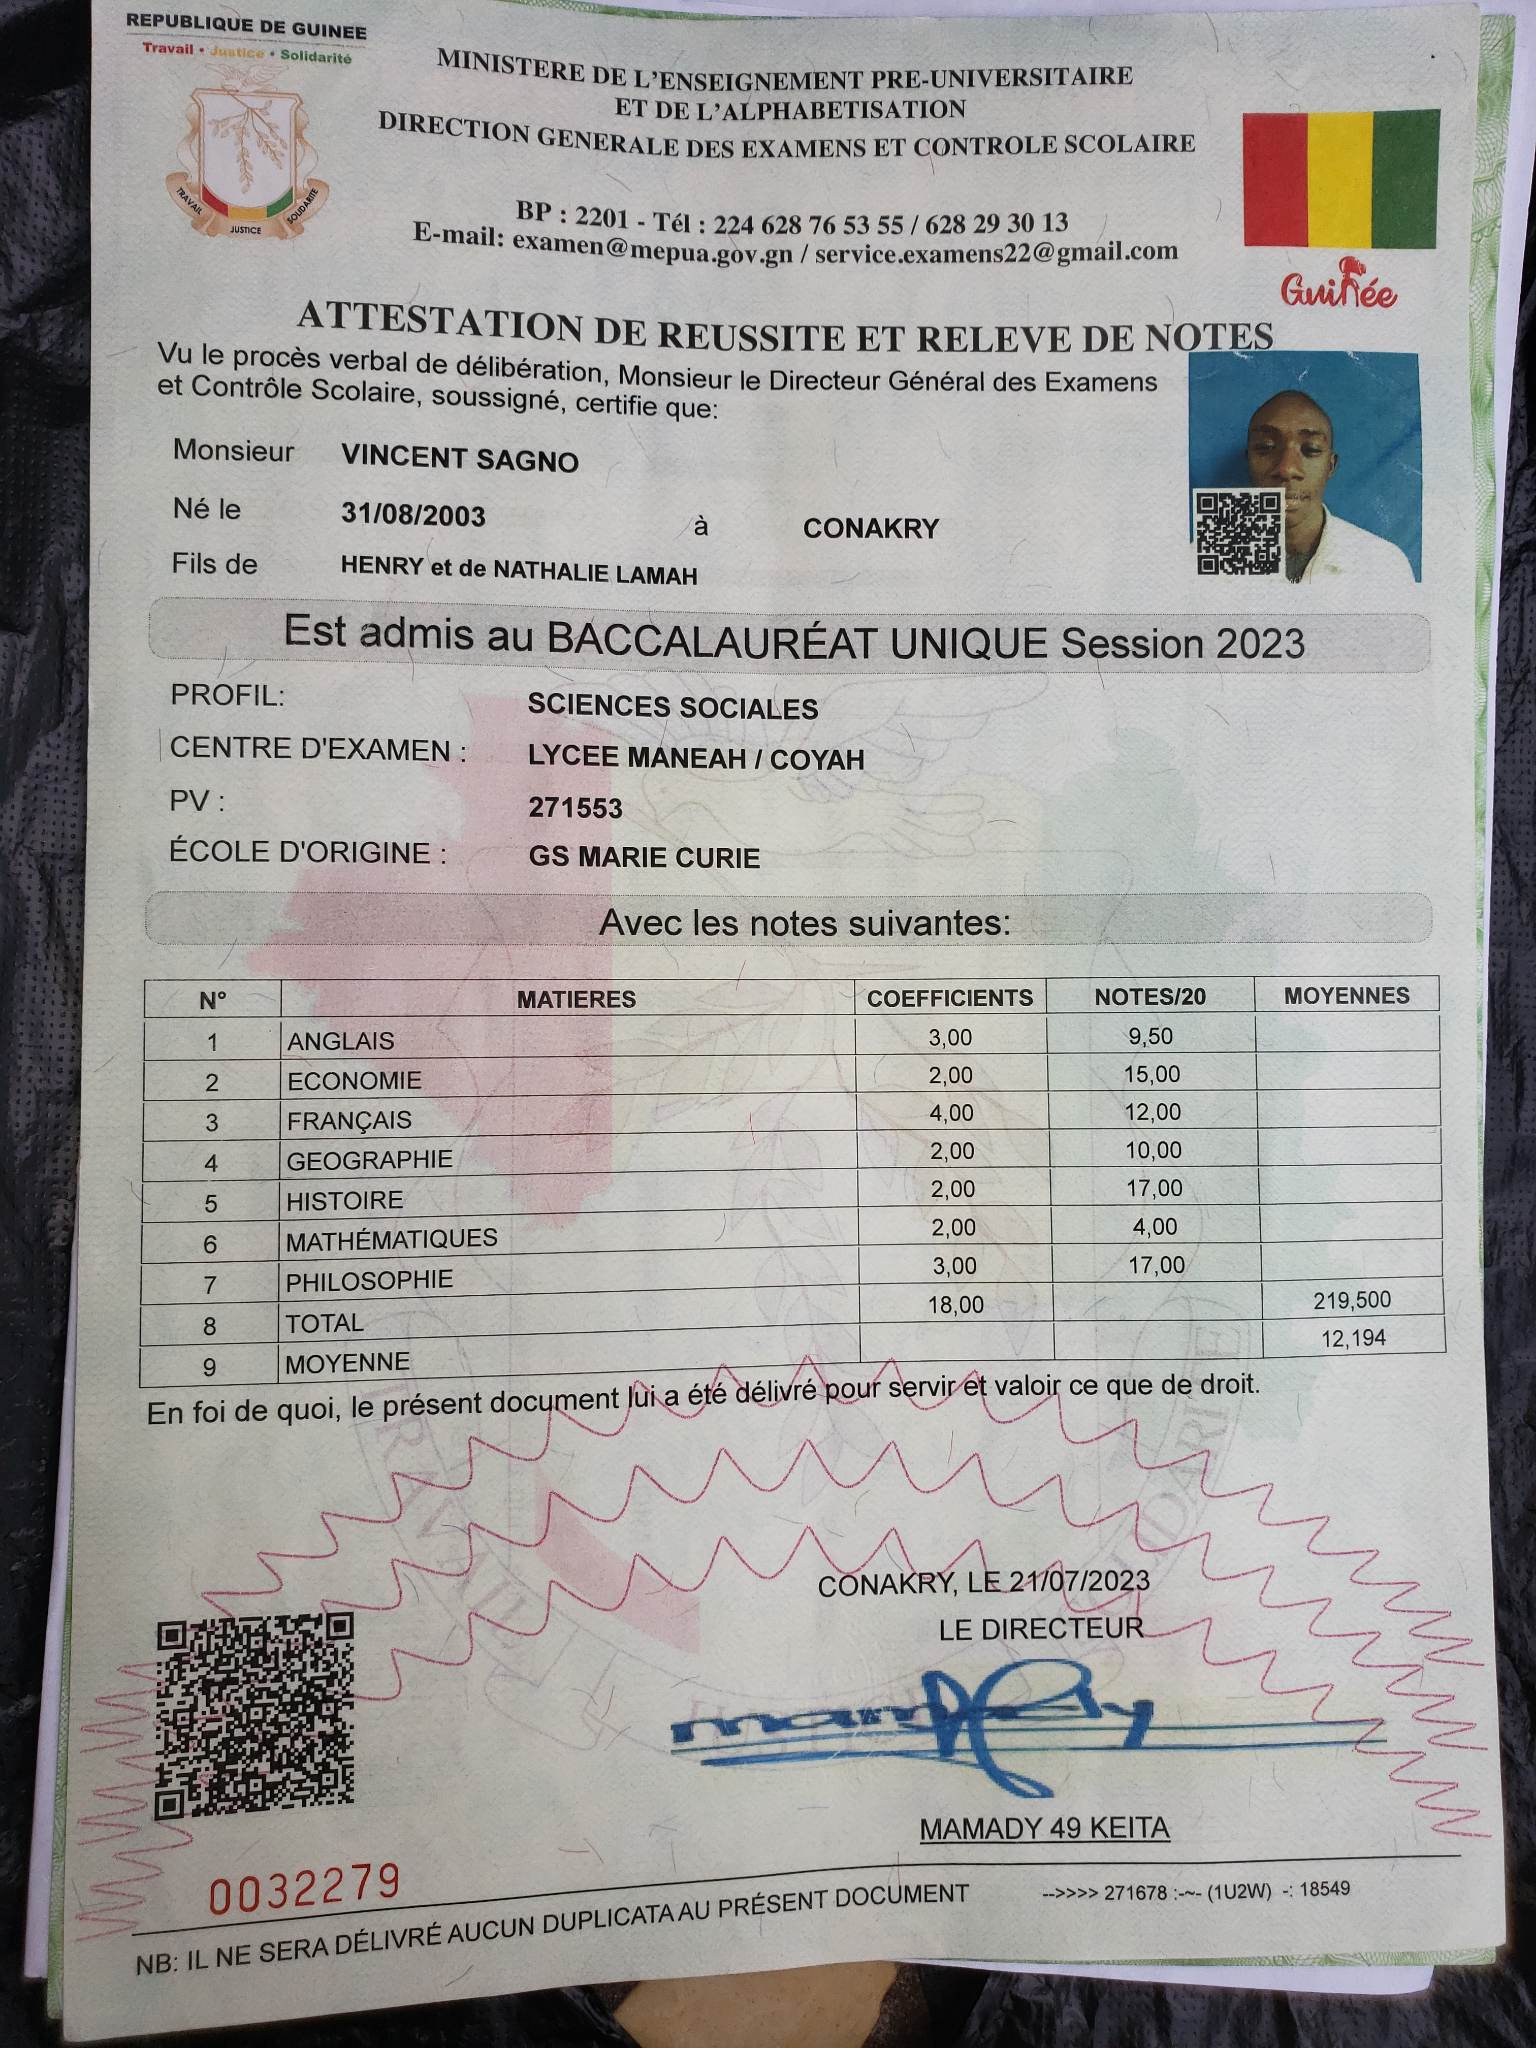 REPUBLIQUE DE GUINEE
Travail • Justice • Solidarité
TRAVAIL JUSTICE SOLIDARITE
MINISTERE DE L'ENSEIGNEMENT PRE-UNIVERSITAIRE
ET DE L'ALPHABETISATION
DIRECTION GENERALE DES EXAMENS ET CONTROLE SCOLAIRE
BP : 2201 - Tél : 224 628 76 53 55 / 628 29 30 13
E-mail: examen@mepua.gov.gn / service.examens22@gmail.com
Guinée
ATTESTATION DE REUSSITE ET RELEVE DE NOTES
Vu le procès verbal de délibération, Monsieur le Directeur Général des Examens
et Contrôle Scolaire, soussigné, certifie que:
Monsieur VINCENT SAGNO
Né le 31/08/2003 à CONAKRY
Fils de HENRY et de NATHALIE LAMAH
Est admis au BACCALAURÉAT UNIQUE Session 2023
PROFIL: SCIENCES SOCIALES
CENTRE D'EXAMEN : LYCEE MANEAH / COYAH
PV : 271553
ÉCOLE D'ORIGINE : GS MARIE CURIE
Avec les notes suivantes:
N° MATIERES COEFFICIENTS NOTES/20 MOYENNES
1 ANGLAIS 3,00 9,50
2 ECONOMIE 2,00 15,00
3 FRANÇAIS 4,00 12,00
4 GEOGRAPHIE 2,00 10,00
5 HISTOIRE 2,00 17,00
6 MATHÉMATIQUES 2,00 4,00
7 PHILOSOPHIE 3,00 17,00
8 TOTAL 18,00 219,500
9 MOYENNE 12,194
En foi de quoi, le présent document lui a été délivré pour servir et valoir ce que de droit.
CONAKRY, LE 21/07/2023
LE DIRECTEUR
MAMADY 49 KEITA
0032279
NB: IL NE SERA DÉLIVRÉ AUCUN DUPLICATA AU PRÉSENT DOCUMENT
-->>>> 271678 :-~- (1U2W) -: 18549